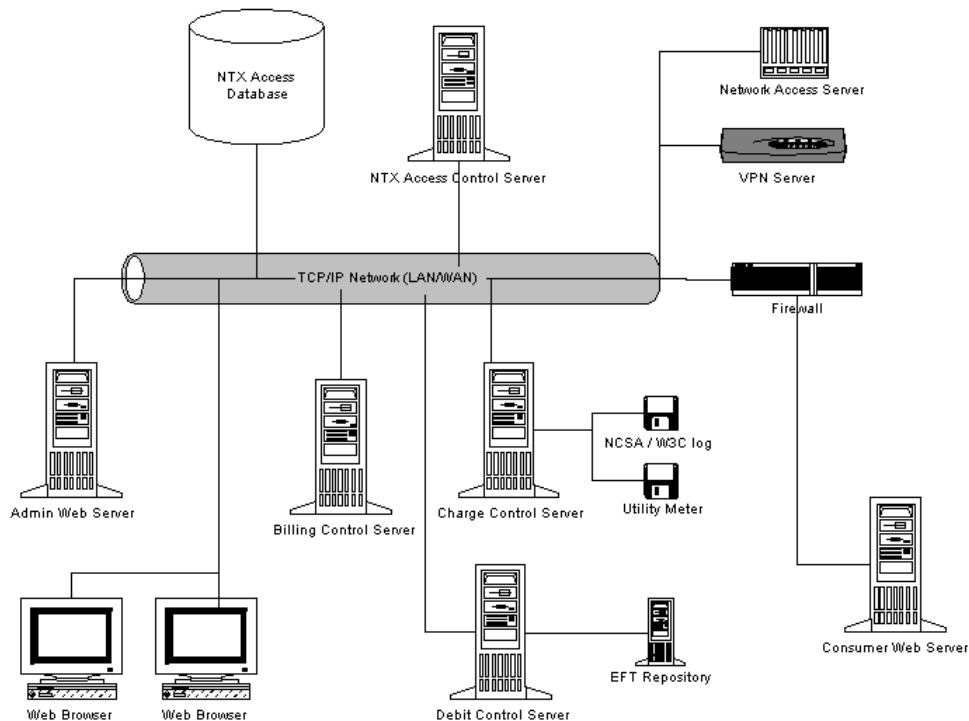 NTX Access
Database
NTX Access Control Server
Network Access Server
VPN Server
TCP/IP Network (LAN/WAN)
Firewall
Admin Web Server
Billing Control Server
Charge Control Server
NCSA / W3C log
Utility Meter
Web Browser
Web Browser
Debit Control Server
EFT Repository
Consumer Web Server